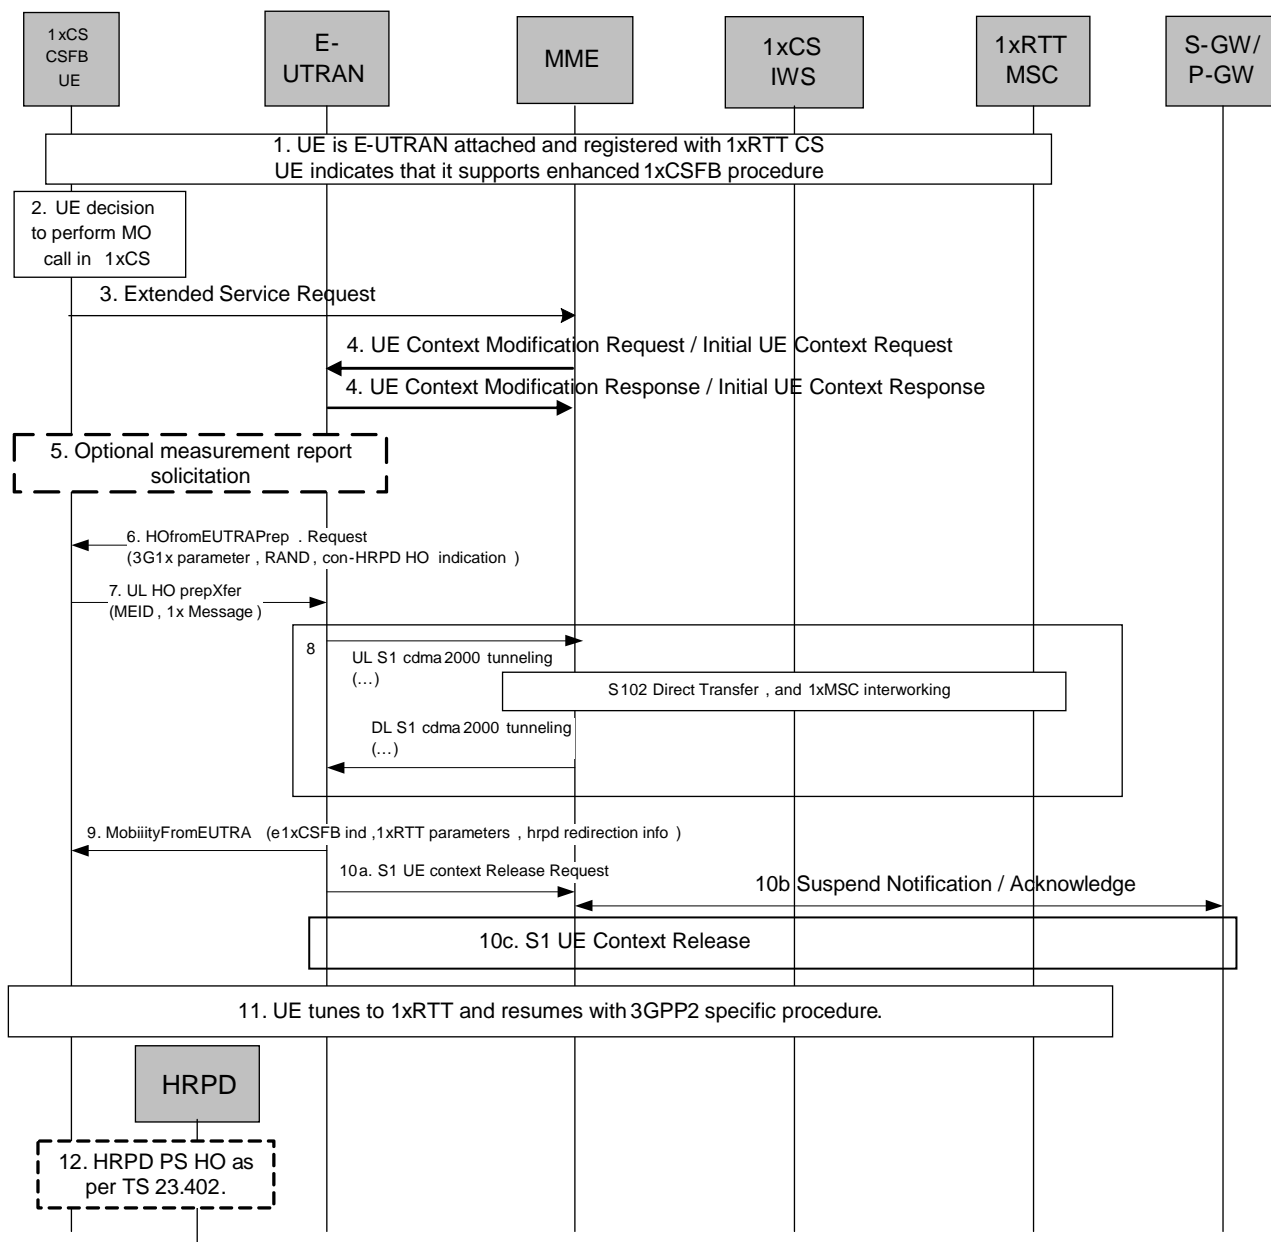 1xCS
CSFB
UE
E-
UTRAN
MME
1xCS
IWS
1xRTT
MSC
S-GW/
P-GW
1. UE is E-UTRAN attached and registered with 1xRTT CS
UE indicates that it supports enhanced 1xCSFB procedure
2. UE decision
to perform MO
call in 1xCS
3. Extended Service Request
4. UE Context Modification Request / Initial UE Context Request
4. UE Context Modification Response / Initial UE Context Response
5. Optional measurement report
solicitation
6. HOfromEUTRAPrep . Request
(3G1x parameter , RAND , con-HRPD HO indication )
7. UL HO prepXfer
(MEID , 1x Message )
8
UL S1 cdma 2000 tunneling
(...)
S102 Direct Transfer , and 1xMSC interworking
DL S1 cdma 2000 tunneling
(...)
9. MobiiityFromEUTRA (e1xCSFB ind ,1xRTT parameters , hrpd redirection info )
10a. S1 UE context Release Request
10b Suspend Notification / Acknowledge
10c. S1 UE Context Release
11. UE tunes to 1xRTT and resumes with 3GPP2 specific procedure.
HRPD
12. HRPD PS HO as
per TS 23.402.